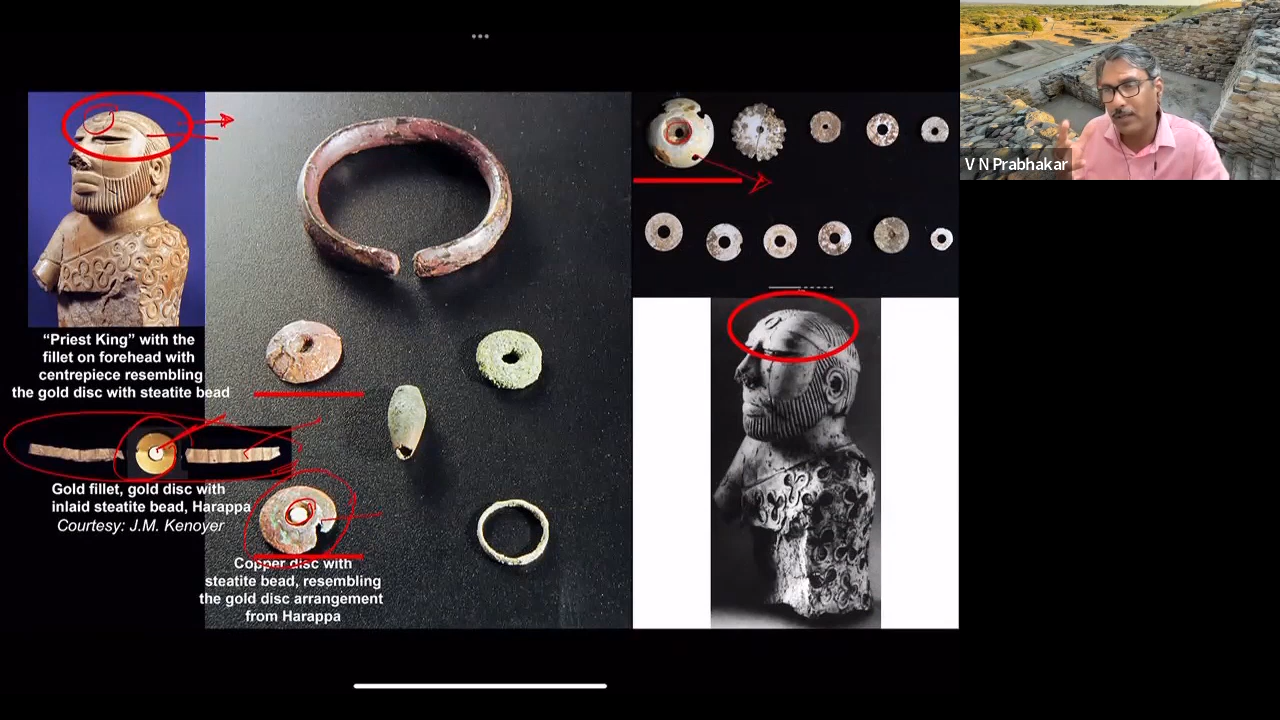 V N Prabhakar
“Priest King” with the
fillet on forehead with
centrepiece resembling
the gold disc with steatite bead
Gold fillet, gold disc with
inlaid steatite bead, Harappa
Courtesy: J.M. Kenoyer
Copper disc with
steatite bead, resembling
the gold disc arrangement
from Harappa